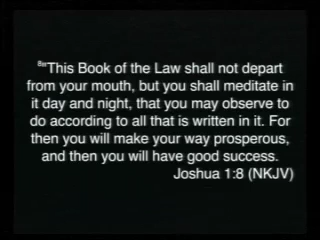 8"This Book of the Law shall not depart
from your mouth, but you shall meditate in
it day and night, that you may observe to
do according to all that is written in it. For
then you will make your way prosperous,
and then you will have good success.
Joshua 1:8 (NKJV)